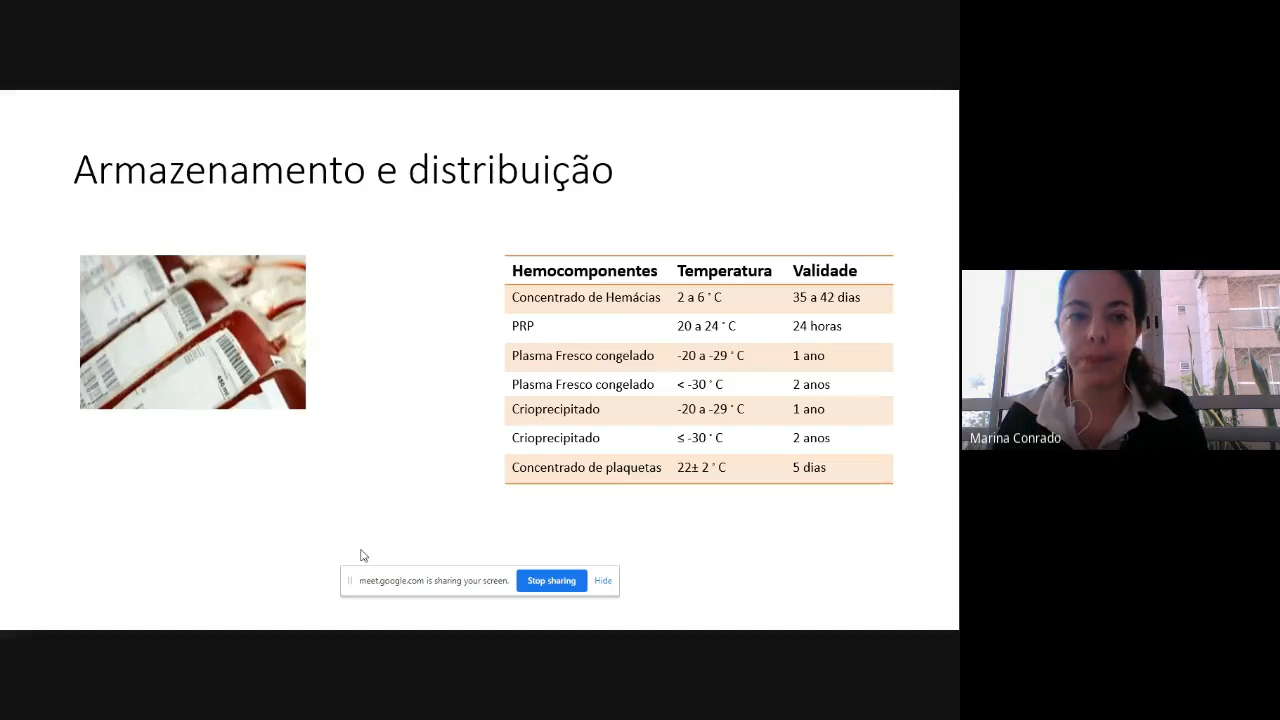 Armazenamento e distribuição
Hemocomponentes Temperatura Validade
Concentrado de Hemácias 2 a 6 ° C 35 a 42 dias
PRP 20 a 24 ° C 24 horas
Plasma Fresco congelado -20 a -29 ° C 1 ano
Plasma Fresco congelado < -30 ° C 2 anos
Crioprecipitado -20 a -29 ° C 1 ano
Crioprecipitado ≤ -30 ° C 2 anos
Concentrado de plaquetas 22± 2 ° C 5 dias
meet.google.com is sharing your screen. Stop sharing Hide
Marina Conrado